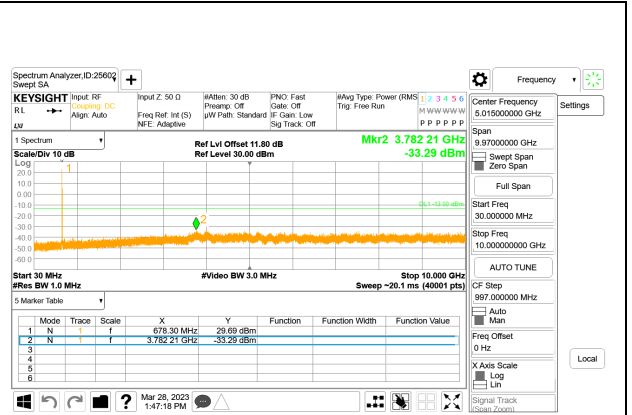 Spectrum Analyzer,ID:25602
Swept SA
Frequency
KEYSIGHT
RL
LXI
Input: RF
Coupling: DC
Align: Auto
Input Z: 50 Ω
Freq Ref: Int (S)
NFE: Adaptive
#Atten: 30 dB
Preamp: Off
µW Path: Standard
PNO: Fast
Gate: Off
IF Gain: Low
Sig Track: Off
#Avg Type: Power (RMS
Trig: Free Run
1 2 3 4 5 6
M W W W W W
P P P P P P
Center Frequency
5.015000000 GHz
Settings
1 Spectrum
Scale/Div 10 dB
Ref Lvl Offset 11.80 dB
Ref Level 30.00 dBm
Mkr2 3.782 21 GHz
-33.29 dBm
Span
9.97000000 GHz
Swept Span
Zero Span
Log
20.0
10.0
0.00
-10.0
-20.0
-30.0
-40.0
-50.0
-60.0
1
2
DL1 -13.00 dBm
Full Span
Start Freq
30.000000 MHz
Stop Freq
10.000000000 GHz
Start 30 MHz
#Res BW 1.0 MHz
#Video BW 3.0 MHz
Stop 10.000 GHz
Sweep ~20.1 ms (40001 pts)
AUTO TUNE
CF Step
997.000000 MHz
Auto
Man
5 Marker Table
Mode Trace Scale X Y Function Function Width Function Value
1 N 1 f 678.30 MHz 29.69 dBm
2 N 1 f 3.782 21 GHz -33.29 dBm
3
4
5
6
Freq Offset
0 Hz
X Axis Scale
Log
Lin
Local
Signal Track
(Span Zoom)
?
Mar 28, 2023
1:47:18 PM